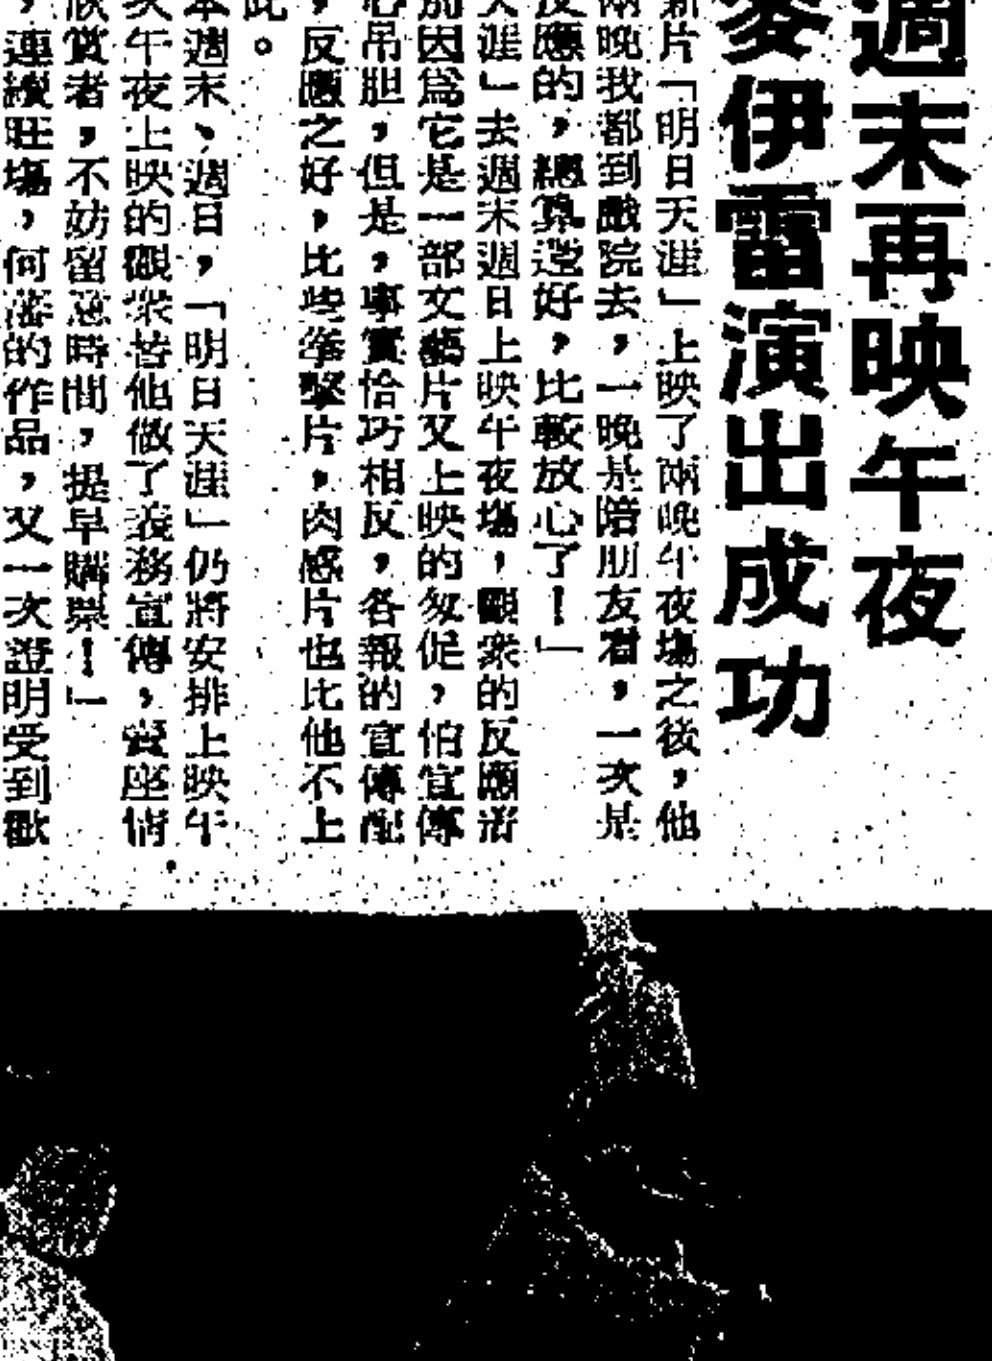 週末再映午夜
麥伊雷演出成功
新片「明日天涯」上映了兩晚午夜場之後，他
兩晚我都到戲院去，一晚是陪朋友看，一次是
反應的，總算還好，比較放心了！」
天涯」去週末週日上映午夜場，觀衆的反應
別因爲它是一部文藝片又上映的匆促，怕宣傳
心吊胆，但是，事實恰巧相反，各報的宣傳配
，反應之好，比些拳擊片，肉感片也比他不上
此。
本週末、週日，「明日天涯」仍將安排上映午
次午夜上映的觀衆替他做了義務宣傳，賣座情
欣賞者，不妨留意時間，提早購票！」
，連續旺場，何藩的作品，又一次證明受到歡